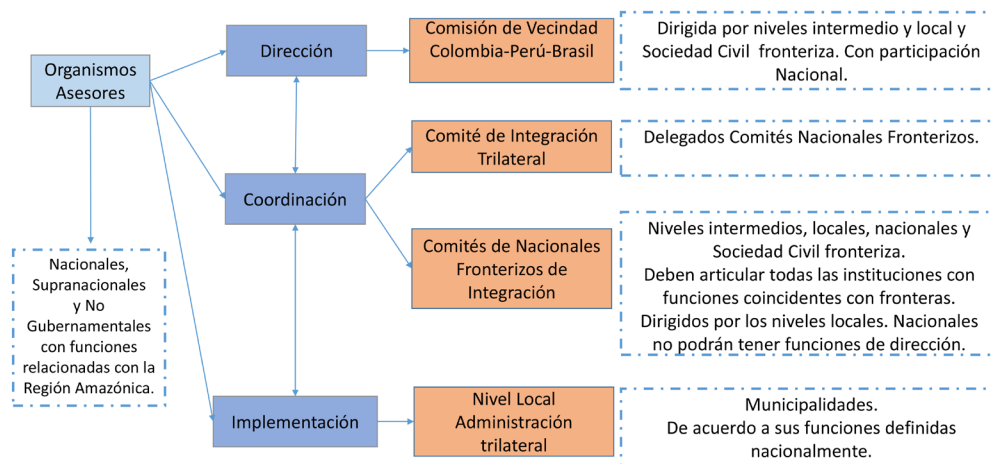 Organismos
Asesores
Nacionales,
Supranacionales
y No
Gubernamentales
con funciones
relacionadas con la
Región Amazónica.
Dirección
Comisión de Vecindad
Colombia-Perú-Brasil
Dirigida por niveles intermedio y local y
Sociedad Civil fronteriza. Con participación
Nacional.
Coordinación
Comité de Integración
Trilateral
Delegados Comités Nacionales Fronterizos.
Comités de Nacionales
Fronterizos de
Integración
Niveles intermedios, locales, nacionales y
Sociedad Civil fronteriza.
Deben articular todas las instituciones con
funciones coincidentes con fronteras.
Dirigidos por los niveles locales. Nacionales
no podrán tener funciones de dirección.
Implementación
Nivel Local
Administración
trilateral
Municipalidades.
De acuerdo a sus funciones definidas
nacionalmente.